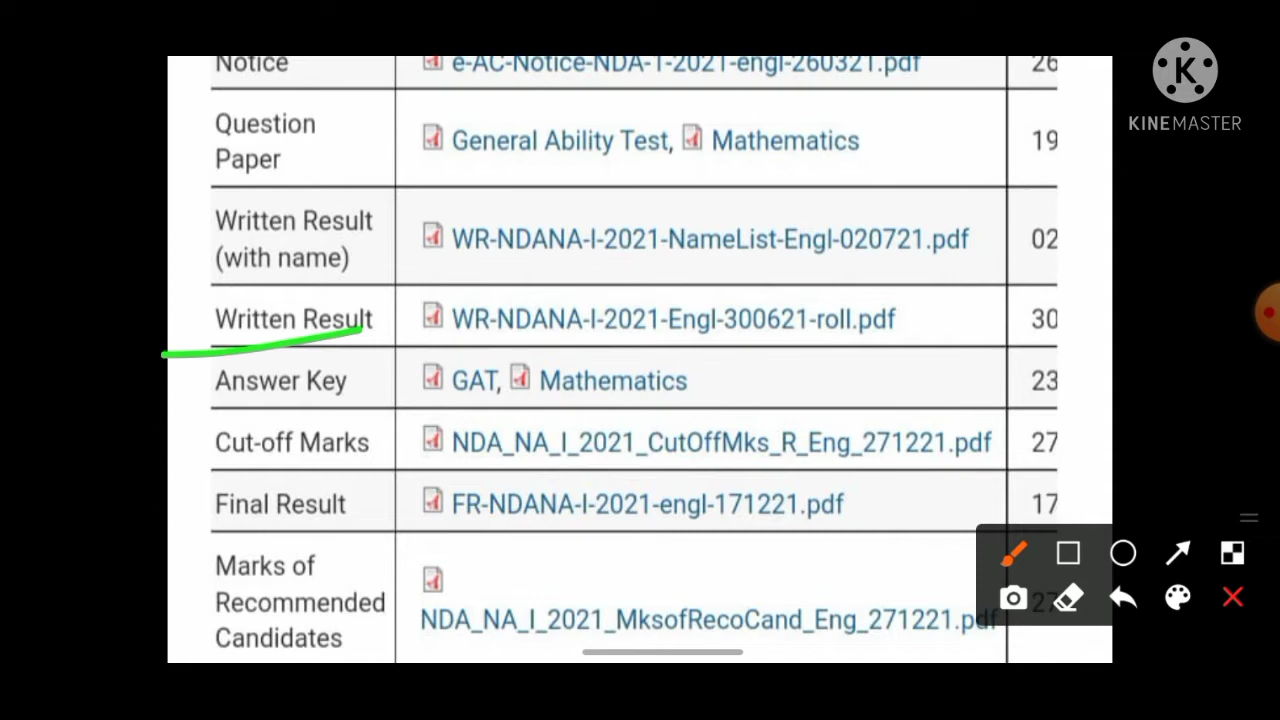 Notice e-AC-Notice-NDA-1-2021-engl-260321.pdf 26
Question
Paper
General Ability Test, Mathematics 19
Written Result
(with name)
WR-NDANA-I-2021-NameList-Engl-020721.pdf 02
Written Result WR-NDANA-I-2021-Engl-300621-roll.pdf 30
Answer Key GAT, Mathematics 23
Cut-off Marks NDA_NA_I_2021_CutOffMks_R_Eng_271221.pdf 27
Final Result FR-NDANA-I-2021-engl-171221.pdf 17
Marks of
Recommended
Candidates
NDA_NA_I_2021_MksofRecoCand_Eng_271221.pdf 27
K
KINEMASTER